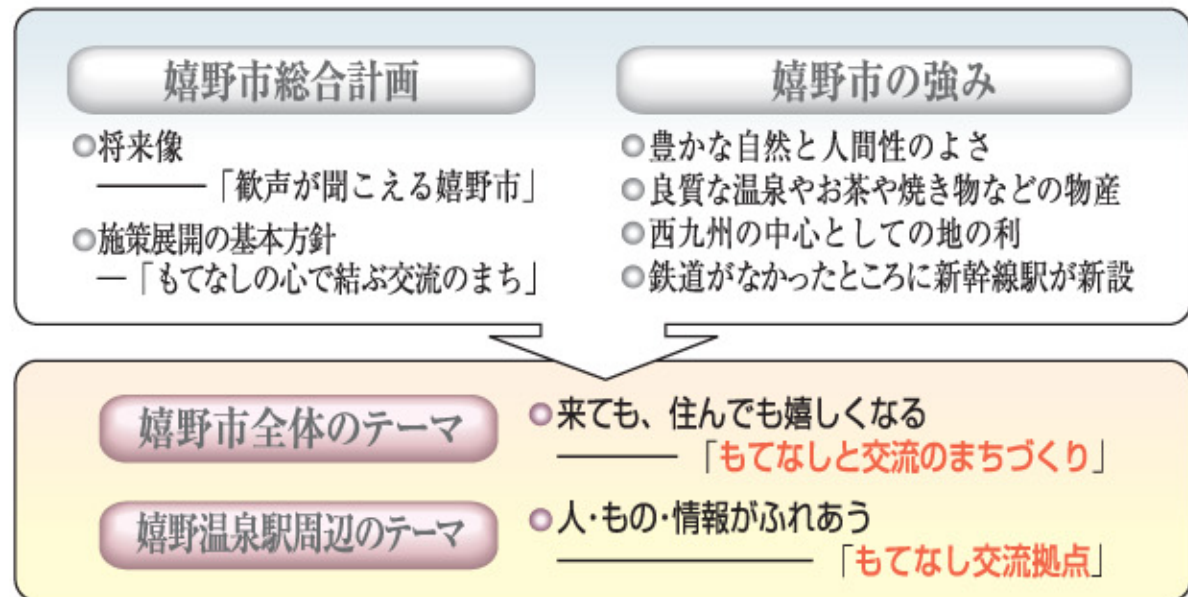 嬉野市総合計画
●将来像
――「歓声が聞こえる嬉野市」
●施策展開の基本方針
―「もてなしの心で結ぶ交流のまち」
嬉野市の強み
●豊かな自然と人間性のよさ
●良質な温泉やお茶や焼き物などの物産
●西九州の中心としての地の利
●鉄道がなかったところに新幹線駅が新設
嬉野市全体のテーマ
●来ても、住んでも嬉しくなる
――「もてなしと交流のまちづくり」
嬉野温泉駅周辺のテーマ
●人・もの・情報がふれあう
――「もてなし交流拠点」